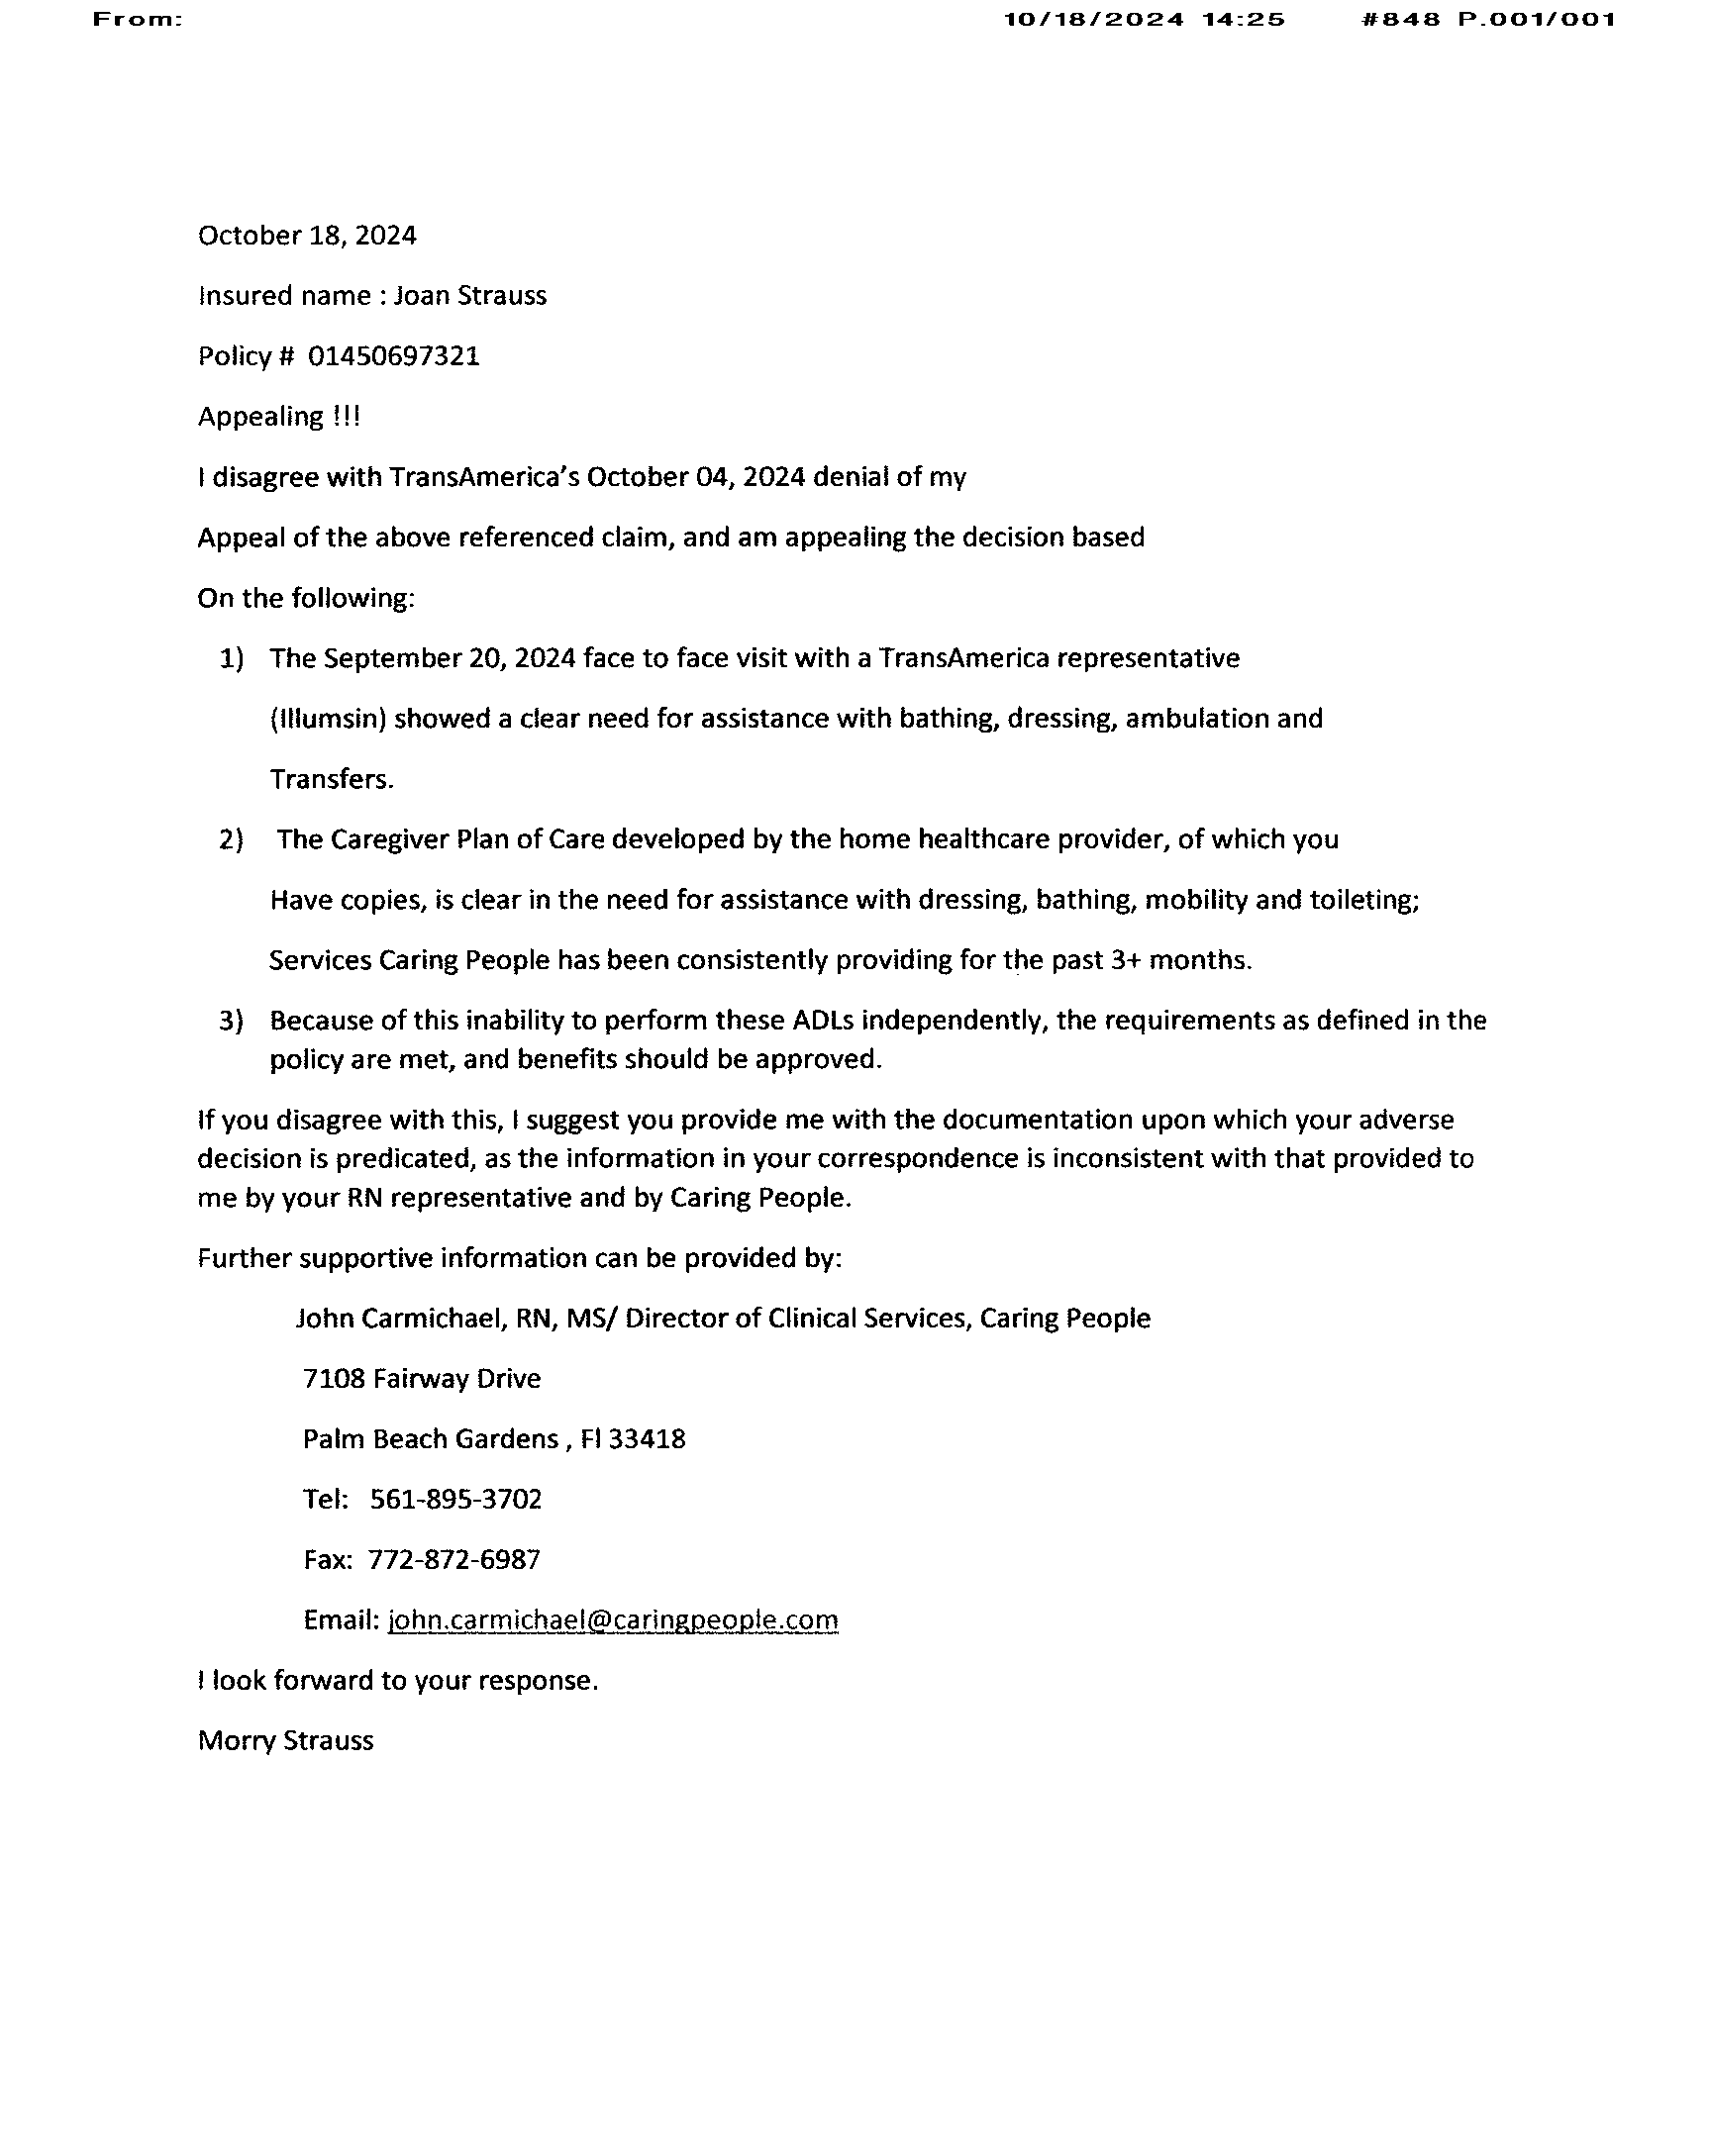 From: 10/18/2024 14:25 #848 P.001/001
October 18, 2024
Insured name : Joan Strauss
Policy # 01450697321
Appealing !!!
I disagree with TransAmerica's October 04, 2024 denial of my
Appeal of the above referenced claim, and am appealing the decision based
On the following:
1) The September 20, 2024 face to face visit with a TransAmerica representative
(Illumsin) showed a clear need for assistance with bathing, dressing, ambulation and
Transfers.
2) The Caregiver Plan of Care developed by the home healthcare provider, of which you
Have copies, is clear in the need for assistance with dressing, bathing, mobility and toileting;
Services Caring People has been consistently providing for the past 3+ months.
3) Because of this inability to perform these ADLs independently, the requirements as defined in the
policy are met, and benefits should be approved.
If you disagree with this, I suggest you provide me with the documentation upon which your adverse
decision is predicated, as the information in your correspondence is inconsistent with that provided to
me by your RN representative and by Caring People.
Further supportive information can be provided by:
John Carmichael, RN, MS/ Director of Clinical Services, Caring People
7108 Fairway Drive
Palm Beach Gardens , Fl 33418
Tel: 561-895-3702
Fax: 772-872-6987
Email: john.carmichael@caringpeople.com
I look forward to your response.
Morry Strauss